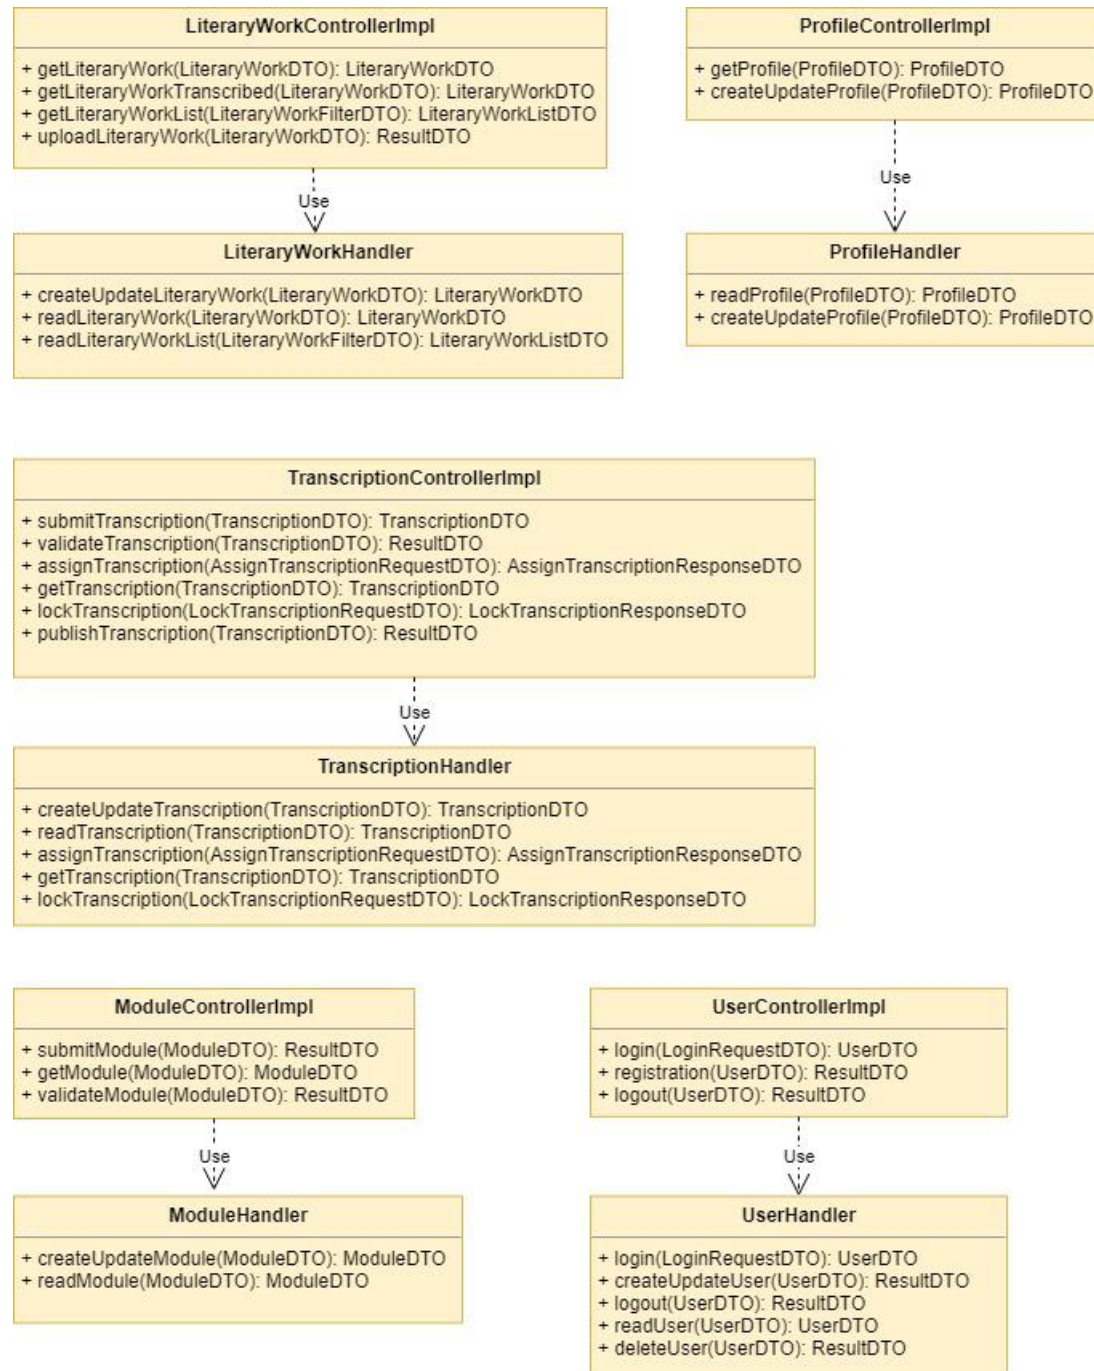 LiteraryWorkControllerImpl
+ getLiteraryWork(LiteraryWorkDTO): LiteraryWorkDTO
+ getLiteraryWorkTranscribed(LiteraryWorkDTO): LiteraryWorkDTO
+ getLiteraryWorkList(LiteraryWorkFilterDTO): LiteraryWorkListDTO
+ uploadLiteraryWork(LiteraryWorkDTO): ResultDTO
Use
LiteraryWorkHandler
+ createUpdateLiteraryWork(LiteraryWorkDTO): LiteraryWorkDTO
+ readLiteraryWork(LiteraryWorkDTO): LiteraryWorkDTO
+ readLiteraryWorkList(LiteraryWorkFilterDTO): LiteraryWorkListDTO
ProfileControllerImpl
+ getProfile(ProfileDTO): ProfileDTO
+ createUpdateProfile(ProfileDTO): ProfileDTO
Use
ProfileHandler
+ readProfile(ProfileDTO): ProfileDTO
+ createUpdateProfile(ProfileDTO): ProfileDTO
TranscriptionControllerImpl
+ submitTranscription(TranscriptionDTO): TranscriptionDTO
+ validateTranscription(TranscriptionDTO): ResultDTO
+ assignTranscription(AssignTranscriptionRequestDTO): AssignTranscriptionResponseDTO
+ getTranscription(TranscriptionDTO): TranscriptionDTO
+ lockTranscription(LockTranscriptionRequestDTO): LockTranscriptionResponseDTO
+ publishTranscription(TranscriptionDTO): ResultDTO
Use
TranscriptionHandler
+ createUpdateTranscription(TranscriptionDTO): TranscriptionDTO
+ readTranscription(TranscriptionDTO): TranscriptionDTO
+ assignTranscription(AssignTranscriptionRequestDTO): AssignTranscriptionResponseDTO
+ getTranscription(TranscriptionDTO): TranscriptionDTO
+ lockTranscription(LockTranscriptionRequestDTO): LockTranscriptionResponseDTO
ModuleControllerImpl
+ submitModule(ModuleDTO): ResultDTO
+ getModule(ModuleDTO): ModuleDTO
+ validateModule(ModuleDTO): ResultDTO
Use
ModuleHandler
+ createUpdateModule(ModuleDTO): ModuleDTO
+ readModule(ModuleDTO): ModuleDTO
UserControllerImpl
+ login(LoginRequestDTO): UserDTO
+ registration(UserDTO): ResultDTO
+ logout(UserDTO): ResultDTO
Use
UserHandler
+ login(LoginRequestDTO): UserDTO
+ createUpdateUser(UserDTO): ResultDTO
+ logout(UserDTO): ResultDTO
+ readUser(UserDTO): UserDTO
+ deleteUser(UserDTO): ResultDTO